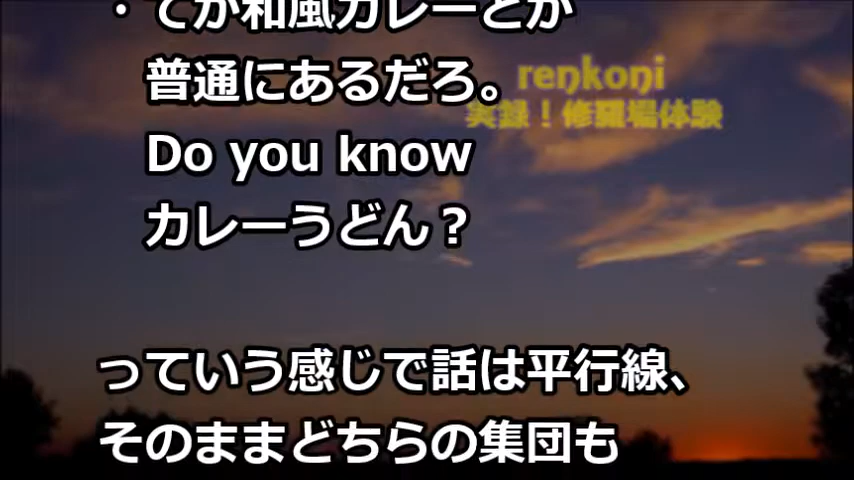 ・てか和風カレーとか
普通にあるだろ。
renkoni
実録！修羅場体験
Do you know
カレーうどん？
っていう感じで話は平行線、
そのままどちらの集団も